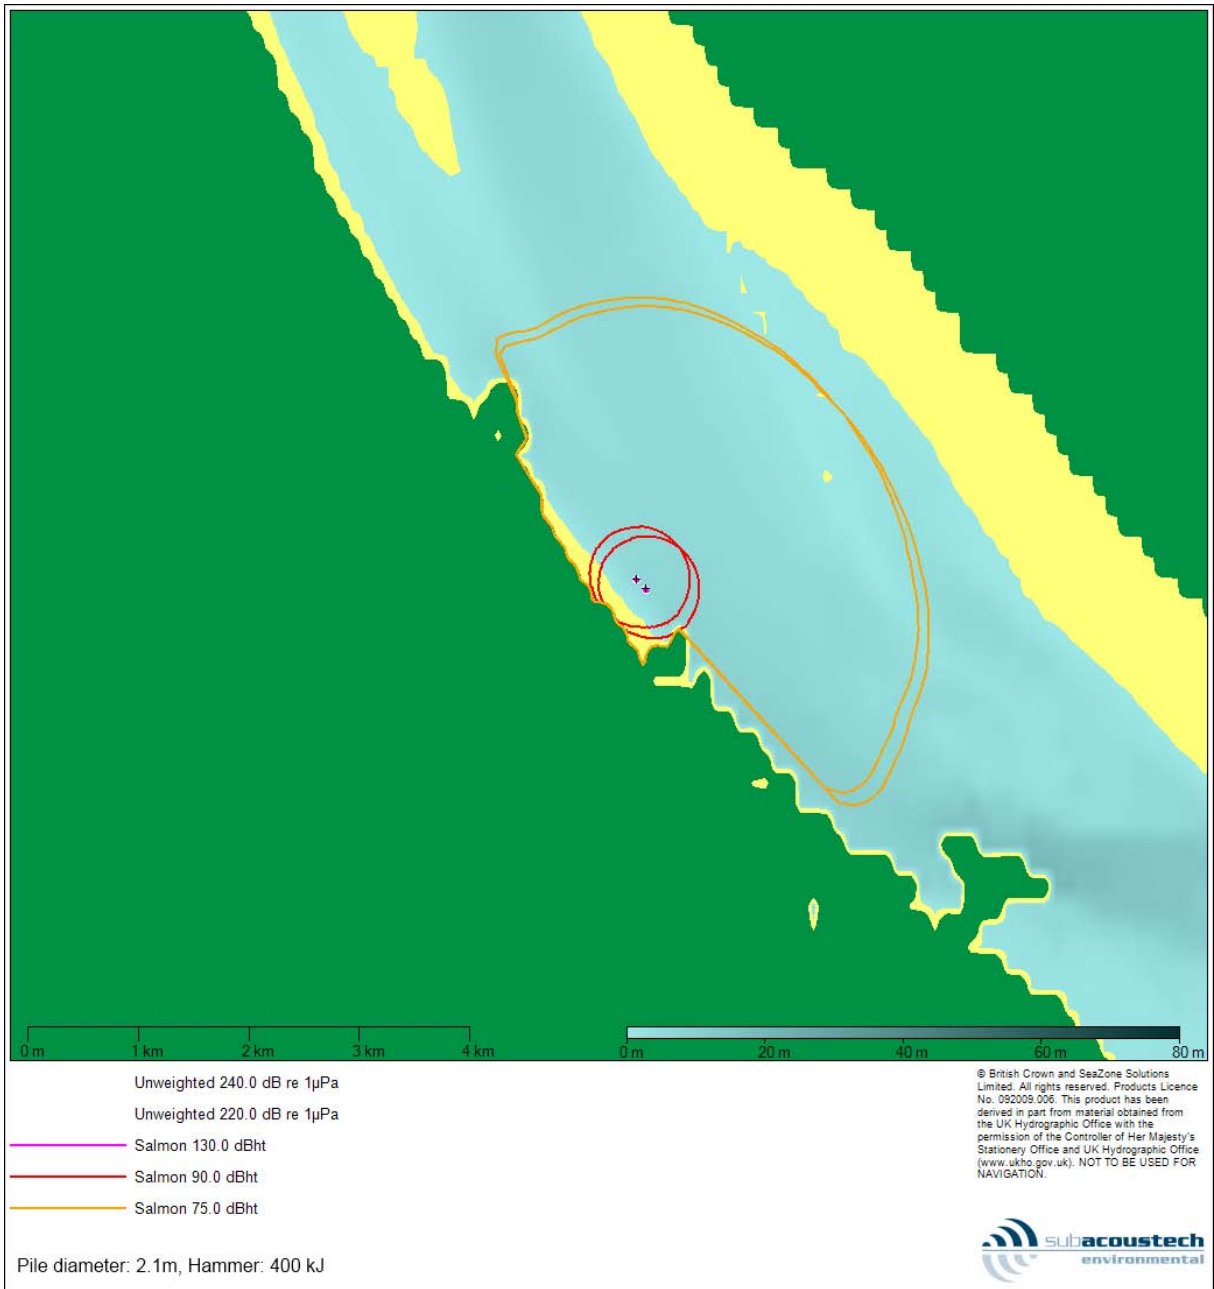 0 m 1 km 2 km 3 km 4 km
0 m 20 m 40 m 60 m 80 m
Unweighted 240.0 dB re 1µPa
Unweighted 220.0 dB re 1µPa
Salmon 130.0 dBht
Salmon 90.0 dBht
Salmon 75.0 dBht
Pile diameter: 2.1m, Hammer: 400 kJ
© British Crown and SeaZone Solutions
Limited. All rights reserved. Products Licence
No. 092009.006. This product has been
derived in part from material obtained from
the UK Hydrographic Office with the
permission of the Controller of Her Majesty's
Stationery Office and UK Hydrographic Office
(www.ukho.gov.uk). NOT TO BE USED FOR
NAVIGATION.
subacoustech
environmental